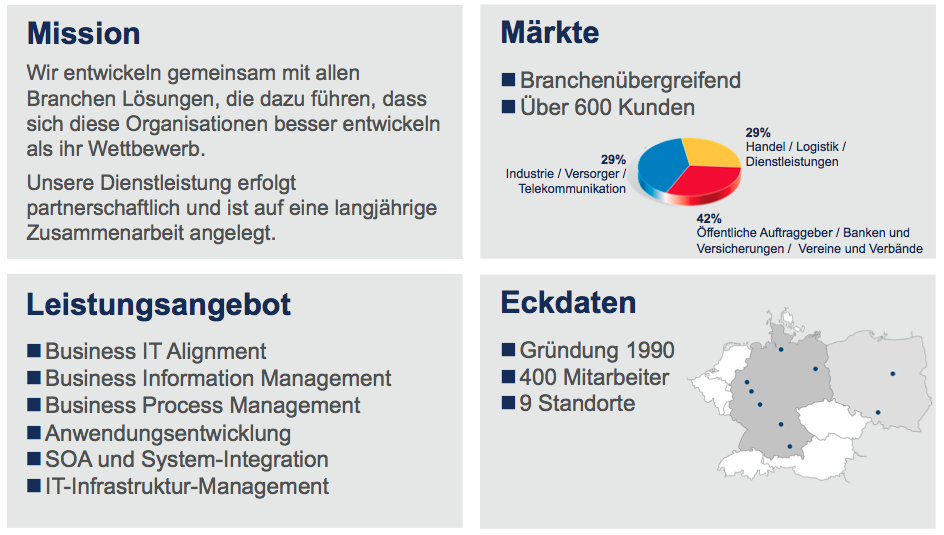 Mission
Wir entwickeln gemeinsam mit allen
Branchen Lösungen, die dazu führen, dass
sich diese Organisationen besser entwickeln
als ihr Wettbewerb.
Unsere Dienstleistung erfolgt
partnerschaftlich und ist auf eine langjährige
Zusammenarbeit angelegt.
Märkte
Branchenübergreifend
Über 600 Kunden
29%
Handel / Logistik /
Dienstleistungen
29%
Industrie / Versorger /
Telekommunikation
42%
Öffentliche Auftraggeber / Banken und
Versicherungen / Vereine und Verbände
Leistungsangebot
Business IT Alignment
Business Information Management
Business Process Management
Anwendungsentwicklung
SOA und System-Integration
IT-Infrastruktur-Management
Eckdaten
Gründung 1990
400 Mitarbeiter
9 Standorte